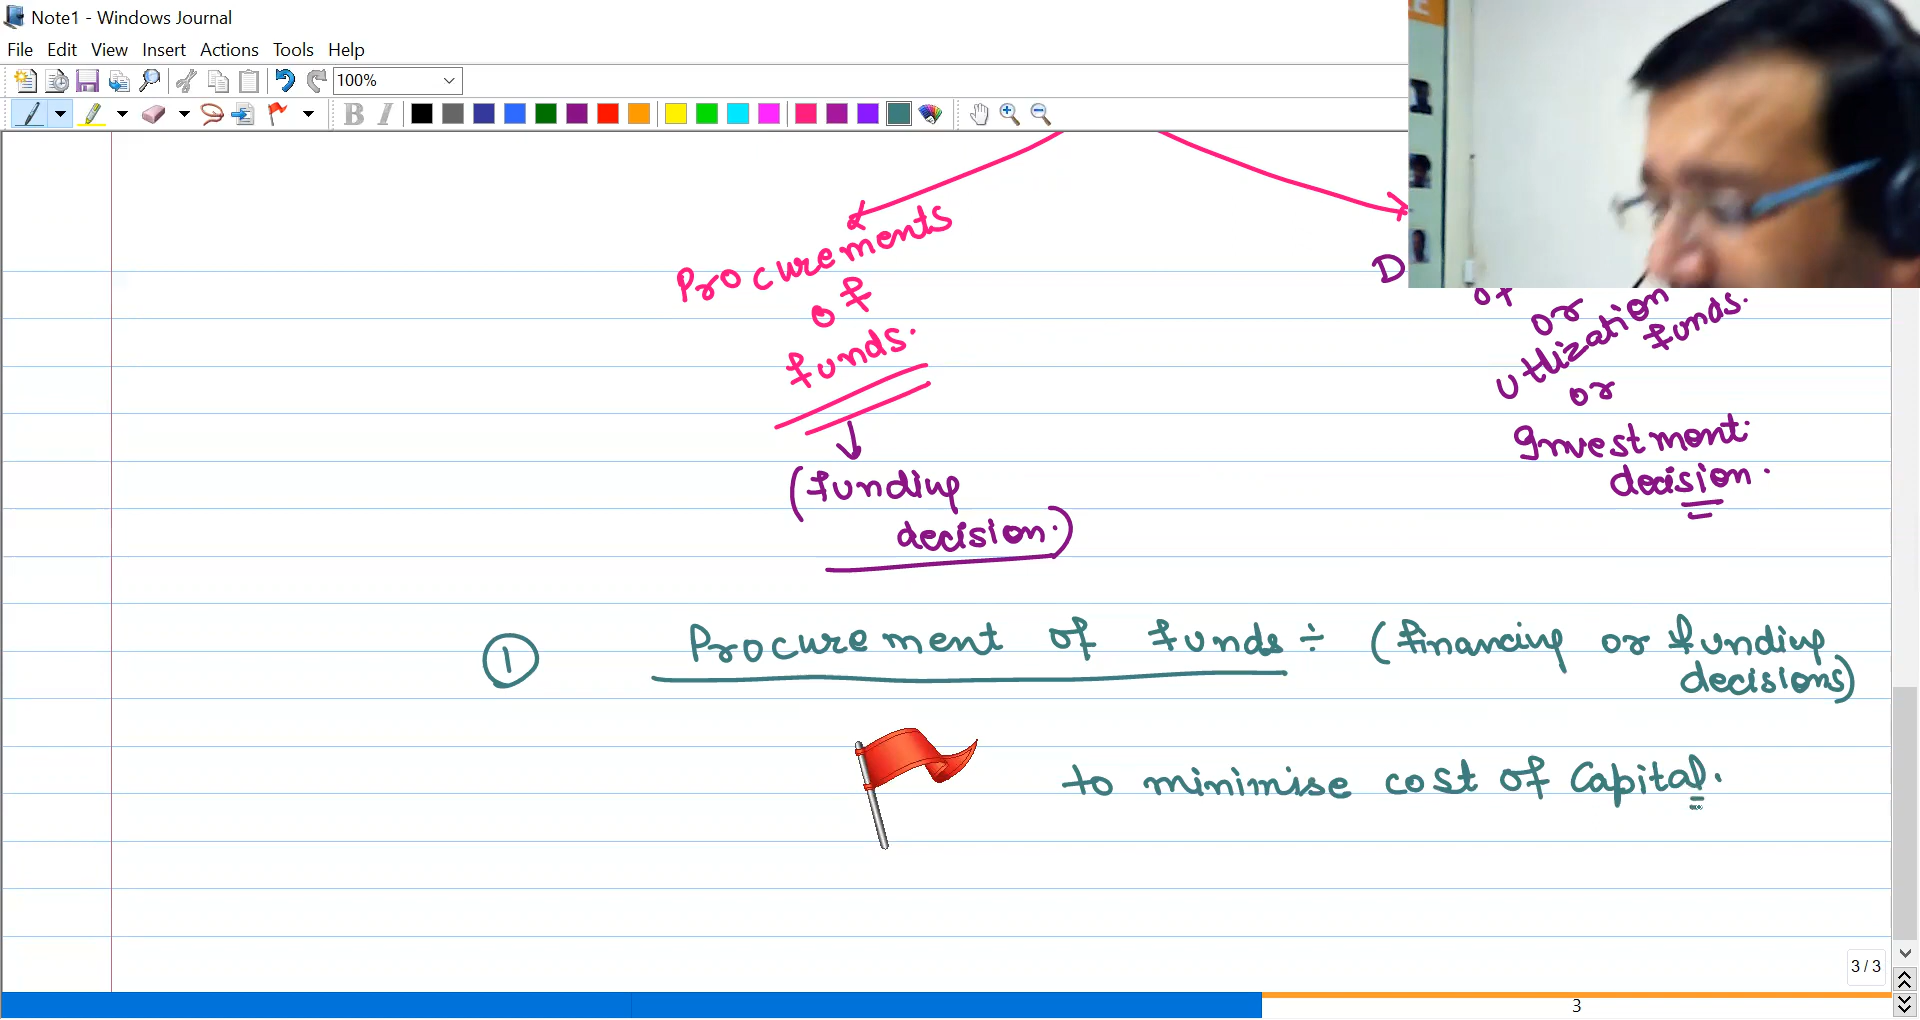 Note1 - Windows Journal
File Edit View Insert Actions Tools Help
100%
Procurements
of
funds.
(funding
decision.)
D
of
or
utlization
funds.
or
Investment
decision.
1 Procurement of funds ÷ (financing or funding
decisions)
to minimise cost of Capital.
3 / 3
3